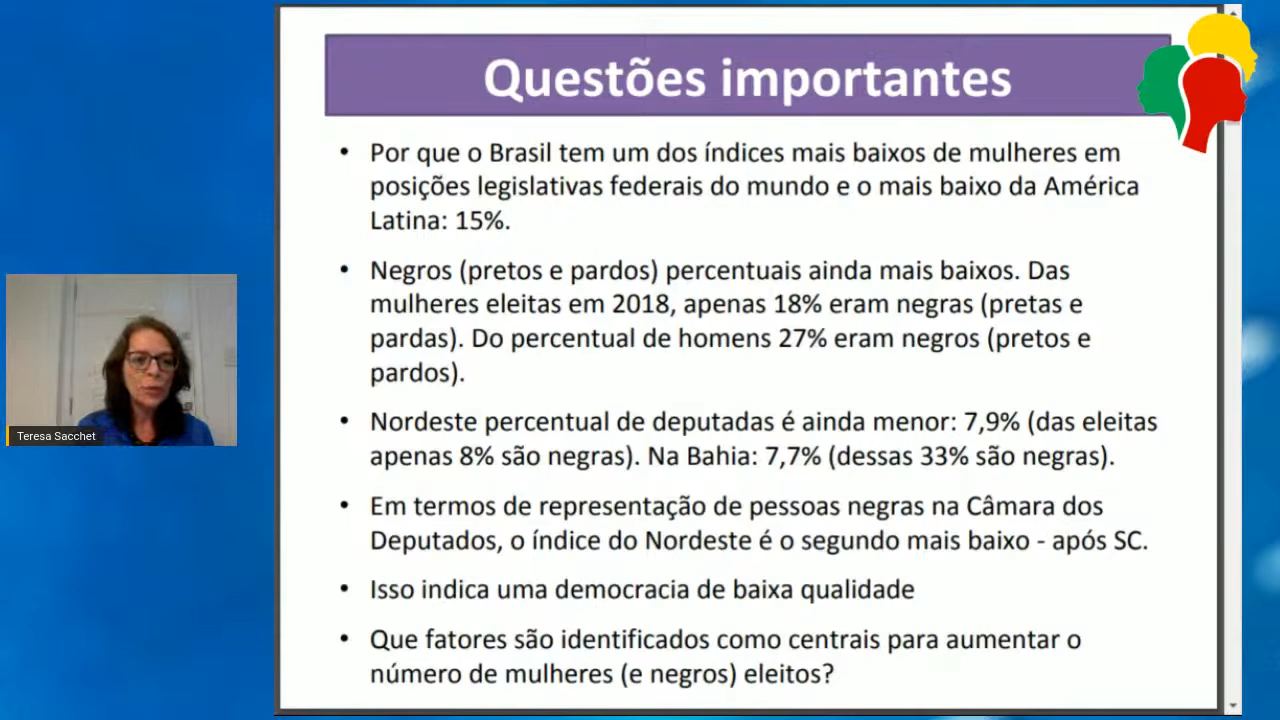 Questões importantes
• Por que o Brasil tem um dos índices mais baixos de mulheres em
posições legislativas federais do mundo e o mais baixo da América
Latina: 15%.
• Negros (pretos e pardos) percentuais ainda mais baixos. Das
mulheres eleitas em 2018, apenas 18% eram negras (pretas e
pardas). Do percentual de homens 27% eram negros (pretos e
pardos).
• Nordeste percentual de deputadas é ainda menor: 7,9% (das eleitas
apenas 8% são negras). Na Bahia: 7,7% (dessas 33% são negras).
• Em termos de representação de pessoas negras na Câmara dos
Deputados, o índice do Nordeste é o segundo mais baixo - após SC.
• Isso indica uma democracia de baixa qualidade
• Que fatores são identificados como centrais para aumentar o
número de mulheres (e negros) eleitos?
Teresa Sacchet